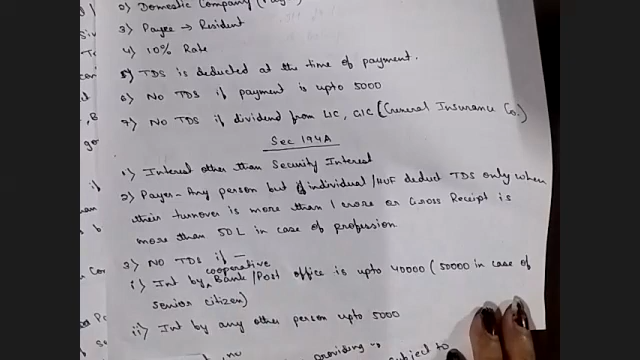 2) Domestic Company
3) Payee → Resident
4) 10% Rate
5) TDS is deducted at the time of payment.
6) No TDS if payment is upto 5000
7) No TDS if dividend from LIC, GIC (General Insurance Co.)
Sec 194A
1) Interest other than Security Interest
2) Payer - Any person but if individual/HUF deduct TDS only when
their turnover is more than 1 crore or Gross Receipt is
more than 50L in case of profession
3) No TDS if —
i) Int by Bank/cooperative/Post office is upto 40000 (50000 in case of
senior citizen)
ii) Int by any other person upto 5000
providing
subject to